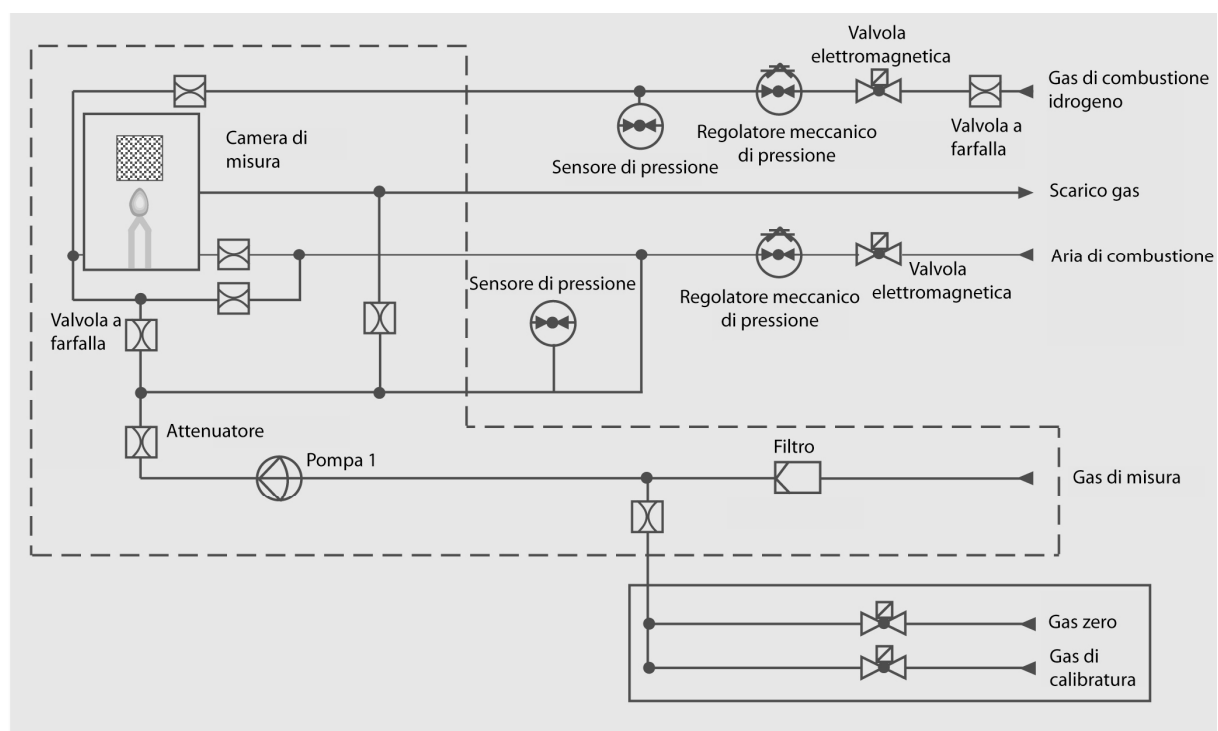 Valvola
elettromagnetica
Gas di combustione
idrogeno
Camera di
misura
Sensore di pressione
Regolatore meccanico
di pressione
Valvola a
farfalla
Scarico gas
Aria di combustione
Sensore di pressione
Regolatore meccanico
di pressione
Valvola
elettromagnetica
Valvola a
farfalla
Attenuatore
Pompa 1
Filtro
Gas di misura
Gas zero
Gas di
calibratura